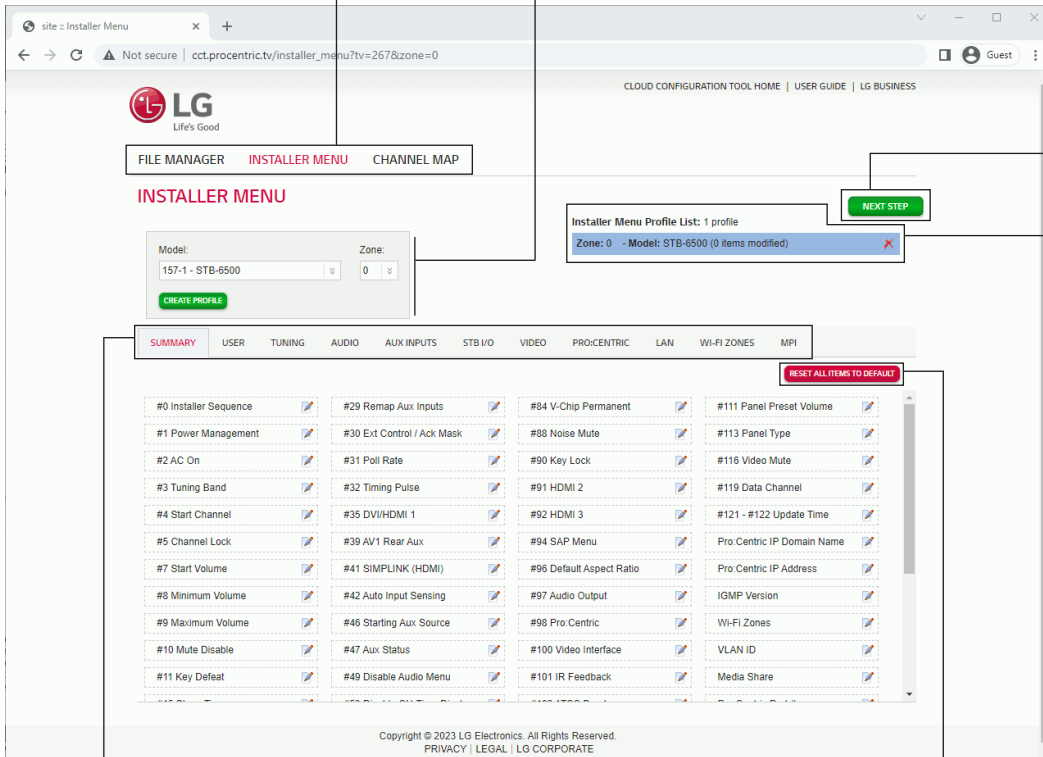 site :: Installer Menu
Not secure | cct.procentric.tv/installer_menu?tv=267&zone=0
Guest
LG
Life's Good
CLOUD CONFIGURATION TOOL HOME | USER GUIDE | LG BUSINESS
FILE MANAGER INSTALLER MENU CHANNEL MAP
INSTALLER MENU
NEXT STEP
Installer Menu Profile List: 1 profile
Zone: 0 - Model: STB-6500 (0 items modified)
Model: Zone:
157-1 - STB-6500 0
CREATE PROFILE
SUMMARY USER TUNING AUDIO AUX INPUTS STB I/O VIDEO PRO:CENTRIC LAN WI-FI ZONES MPI
RESET ALL ITEMS TO DEFAULT
#0 Installer Sequence #29 Remap Aux Inputs #84 V-Chip Permanent #111 Panel Preset Volume
#1 Power Management #30 Ext Control / Ack Mask #88 Noise Mute #113 Panel Type
#2 AC On #31 Poll Rate #90 Key Lock #116 Video Mute
#3 Tuning Band #32 Timing Pulse #91 HDMI 2 #119 Data Channel
#4 Start Channel #35 DVI/HDMI 1 #92 HDMI 3 #121 - #122 Update Time
#5 Channel Lock #39 AV1 Rear Aux #94 SAP Menu Pro:Centric IP Domain Name
#7 Start Volume #41 SIMPLINK (HDMI) #96 Default Aspect Ratio Pro:Centric IP Address
#8 Minimum Volume #42 Auto Input Sensing #97 Audio Output IGMP Version
#9 Maximum Volume #46 Starting Aux Source #98 Pro:Centric Wi-Fi Zones
#10 Mute Disable #47 Aux Status #100 Video Interface VLAN ID
#11 Key Defeat #49 Disable Audio Menu #101 IR Feedback Media Share
Copyright © 2023 LG Electronics. All Rights Reserved.
PRIVACY | LEGAL | LG CORPORATE